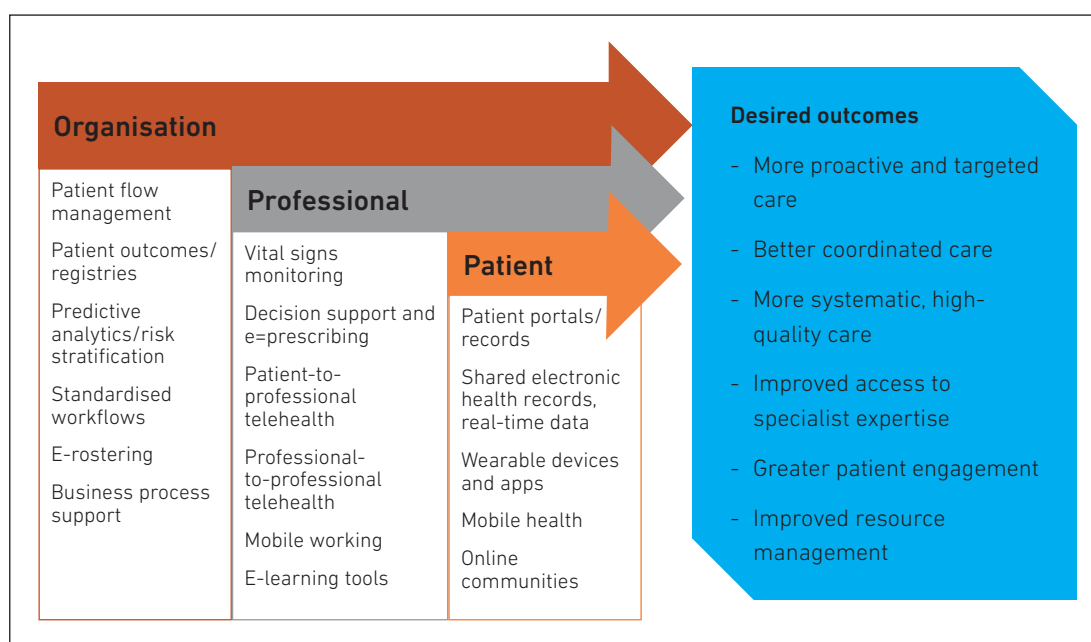 Organisation
Patient flow
management
Patient outcomes/
registries
Predictive
analytics/risk
stratification
Standardised
workflows
E-rostering
Business process
support
Professional
Vital signs
monitoring
Decision support and
e=prescribing
Patient-to-
professional
telehealth
Professional-
to-professional
telehealth
Mobile working
E-learning tools
Patient
Patient portals/
records
Shared electronic
health records,
real-time data
Wearable devices
and apps
Mobile health
Online
communities
Desired outcomes
- More proactive and targeted
care
- Better coordinated care
- More systematic, high-
quality care
- Improved access to
specialist expertise
- Greater patient engagement
- Improved resource
management